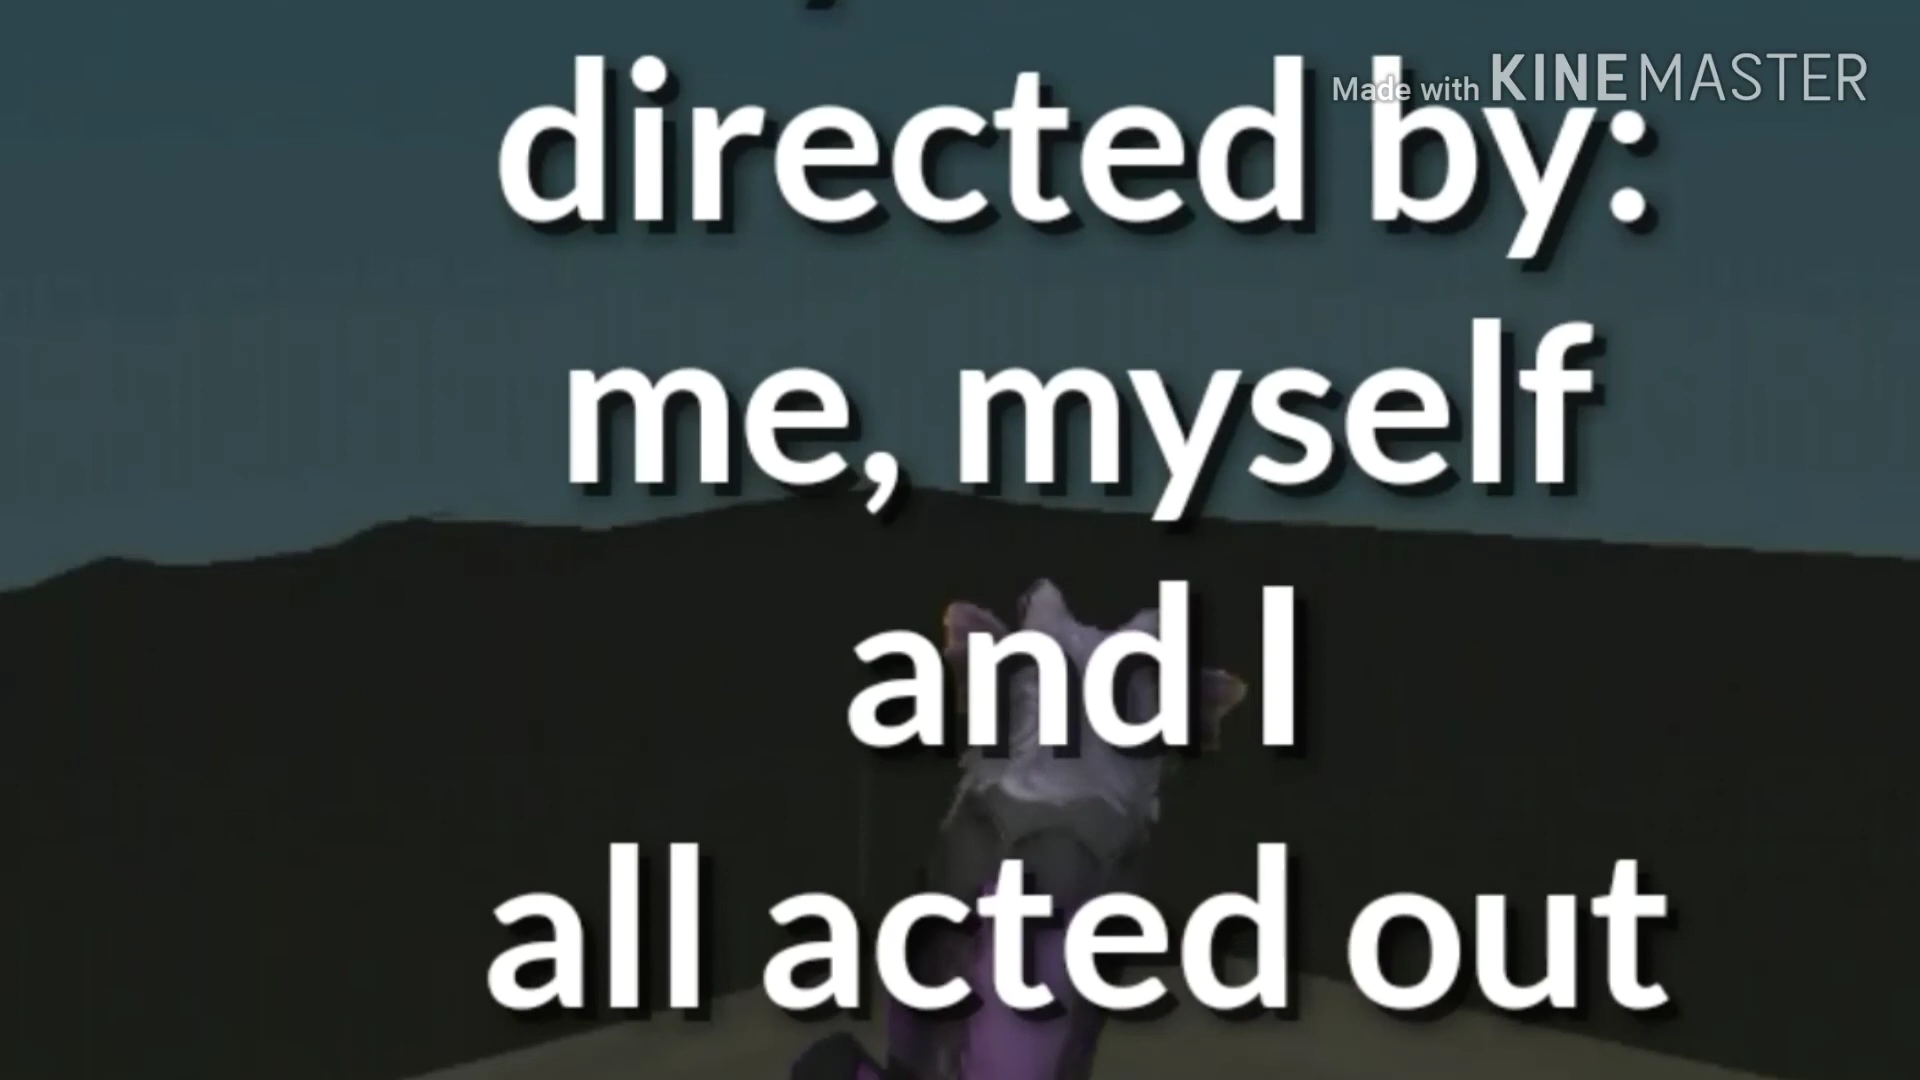 Made with KINEMASTER
directed by:
me, myself
and I
all acted out